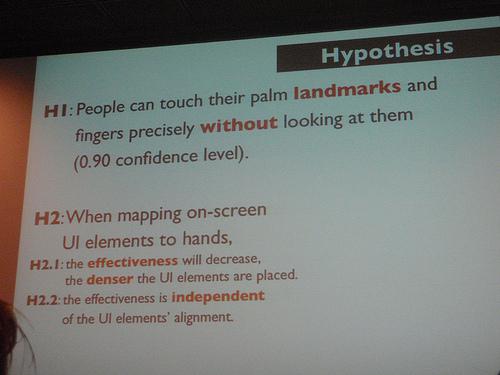 Hypothesis
H1: People can touch their palm landmarks and
fingers precisely without looking at them
(0.90 confidence level).
H2: When mapping on-screen
UI elements to hands,
H2.1: the effectiveness will decrease,
the denser the UI elements are placed.
H2.2: the effectiveness is independent
of the UI elements' alignment.